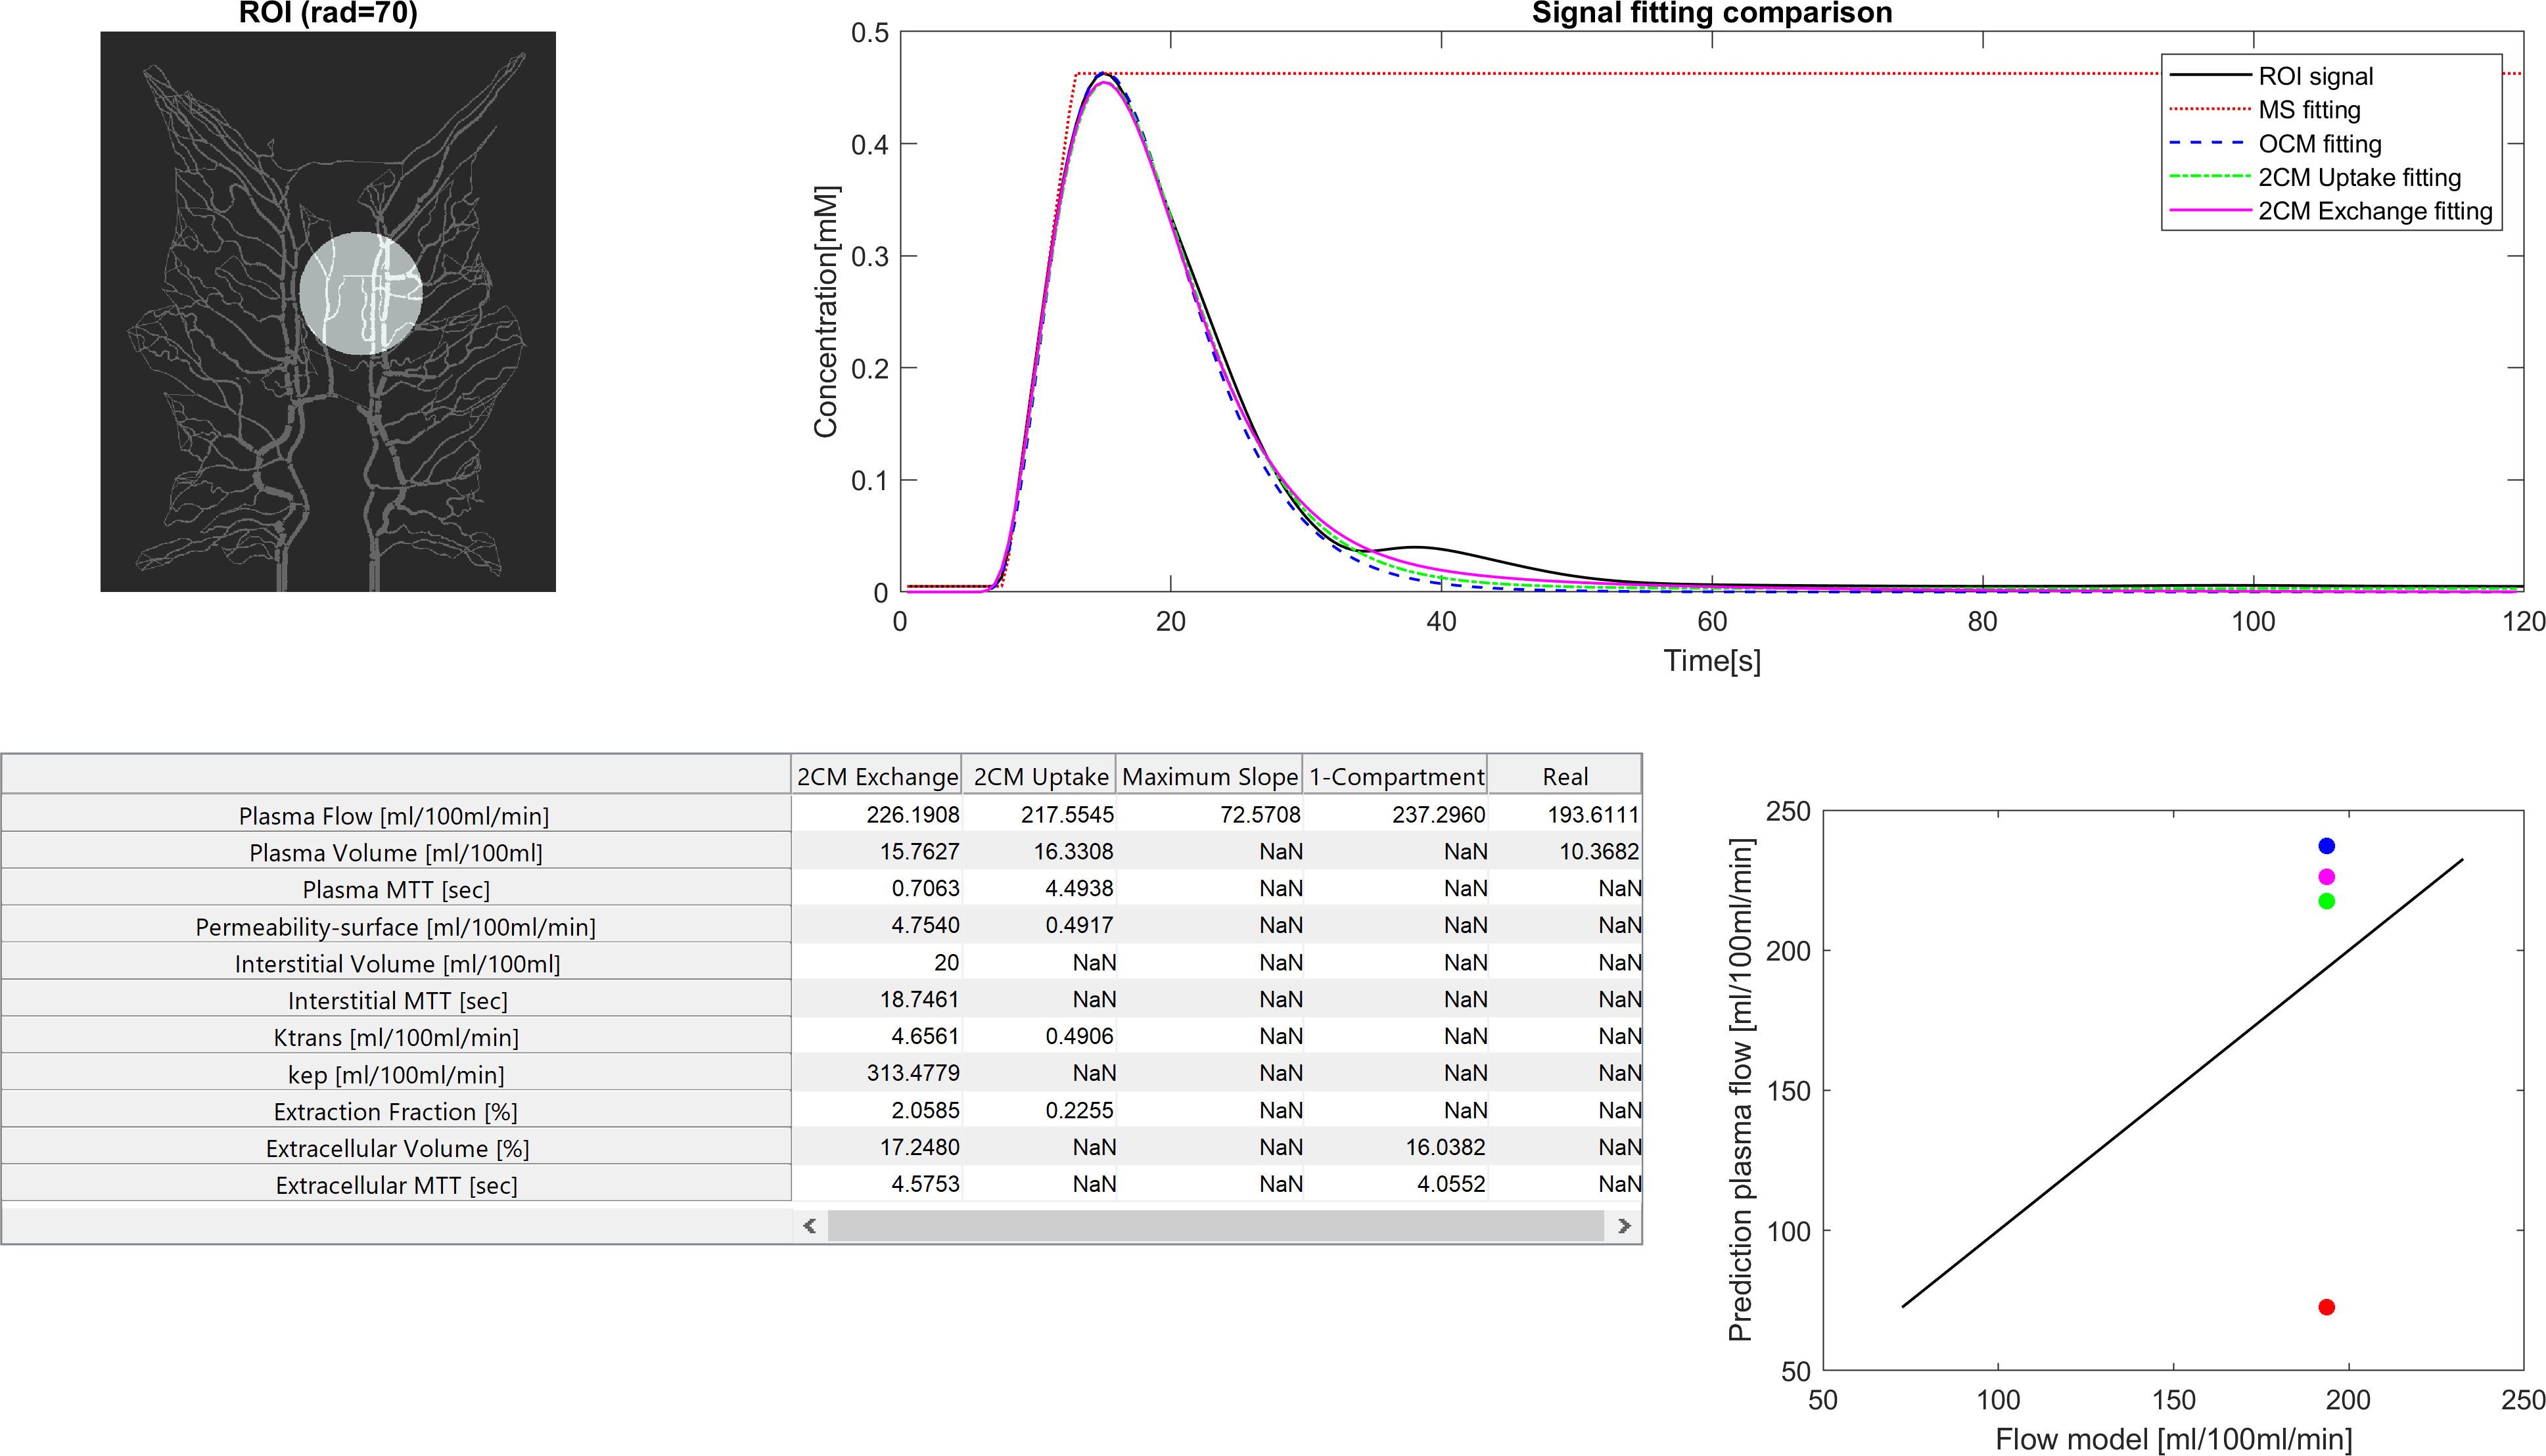 ROI (rad=70)
Signal fitting comparison
0.5
0.4
0.3
0.2
0.1
0
Concentration[mM]
ROI signal
MS fitting
OCM fitting
2CM Uptake fitting
2CM Exchange fitting
0 20 40 60 80 100 120
Time[s]
2CM Exchange 2CM Uptake Maximum Slope 1-Compartment Real
Plasma Flow [ml/100ml/min] 226.1908 217.5545 72.5708 237.2960 193.6111
Plasma Volume [ml/100ml] 15.7627 16.3308 NaN NaN 10.3682
Plasma MTT [sec] 0.7063 4.4938 NaN NaN NaN
Permeability-surface [ml/100ml/min] 4.7540 0.4917 NaN NaN NaN
Interstitial Volume [ml/100ml] 20 NaN NaN NaN NaN
Interstitial MTT [sec] 18.7461 NaN NaN NaN NaN
Ktrans [ml/100ml/min] 4.6561 0.4906 NaN NaN NaN
kep [ml/100ml/min] 313.4779 NaN NaN NaN NaN
Extraction Fraction [%] 2.0585 0.2255 NaN NaN NaN
Extracellular Volume [%] 17.2480 NaN NaN 16.0382 NaN
Extracellular MTT [sec] 4.5753 NaN NaN 4.0552 NaN
250
200
150
100
50
Prediction plasma flow [ml/100ml/min]
50 100 150 200 250
Flow model [ml/100ml/min]